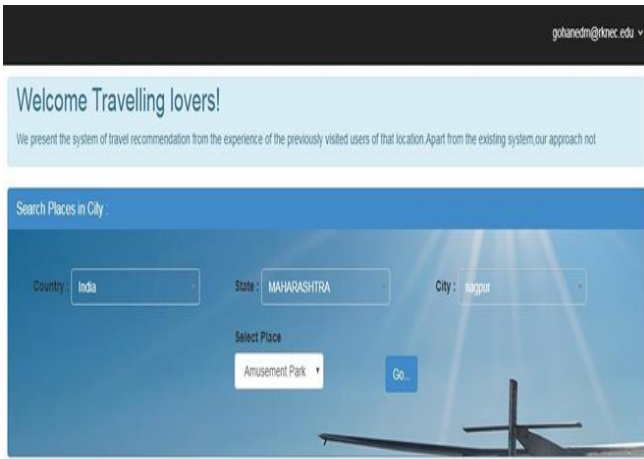 gohanedm@rknec.edu
Welcome Travelling lovers!
We present the system of travel recommendation from the experience of the previously visited users of that location.Apart from the existing system,our approach not
Search Places in City :
Country : India State : MAHARASHTRA City : nagpur
Select Place
Amusement Park Go...